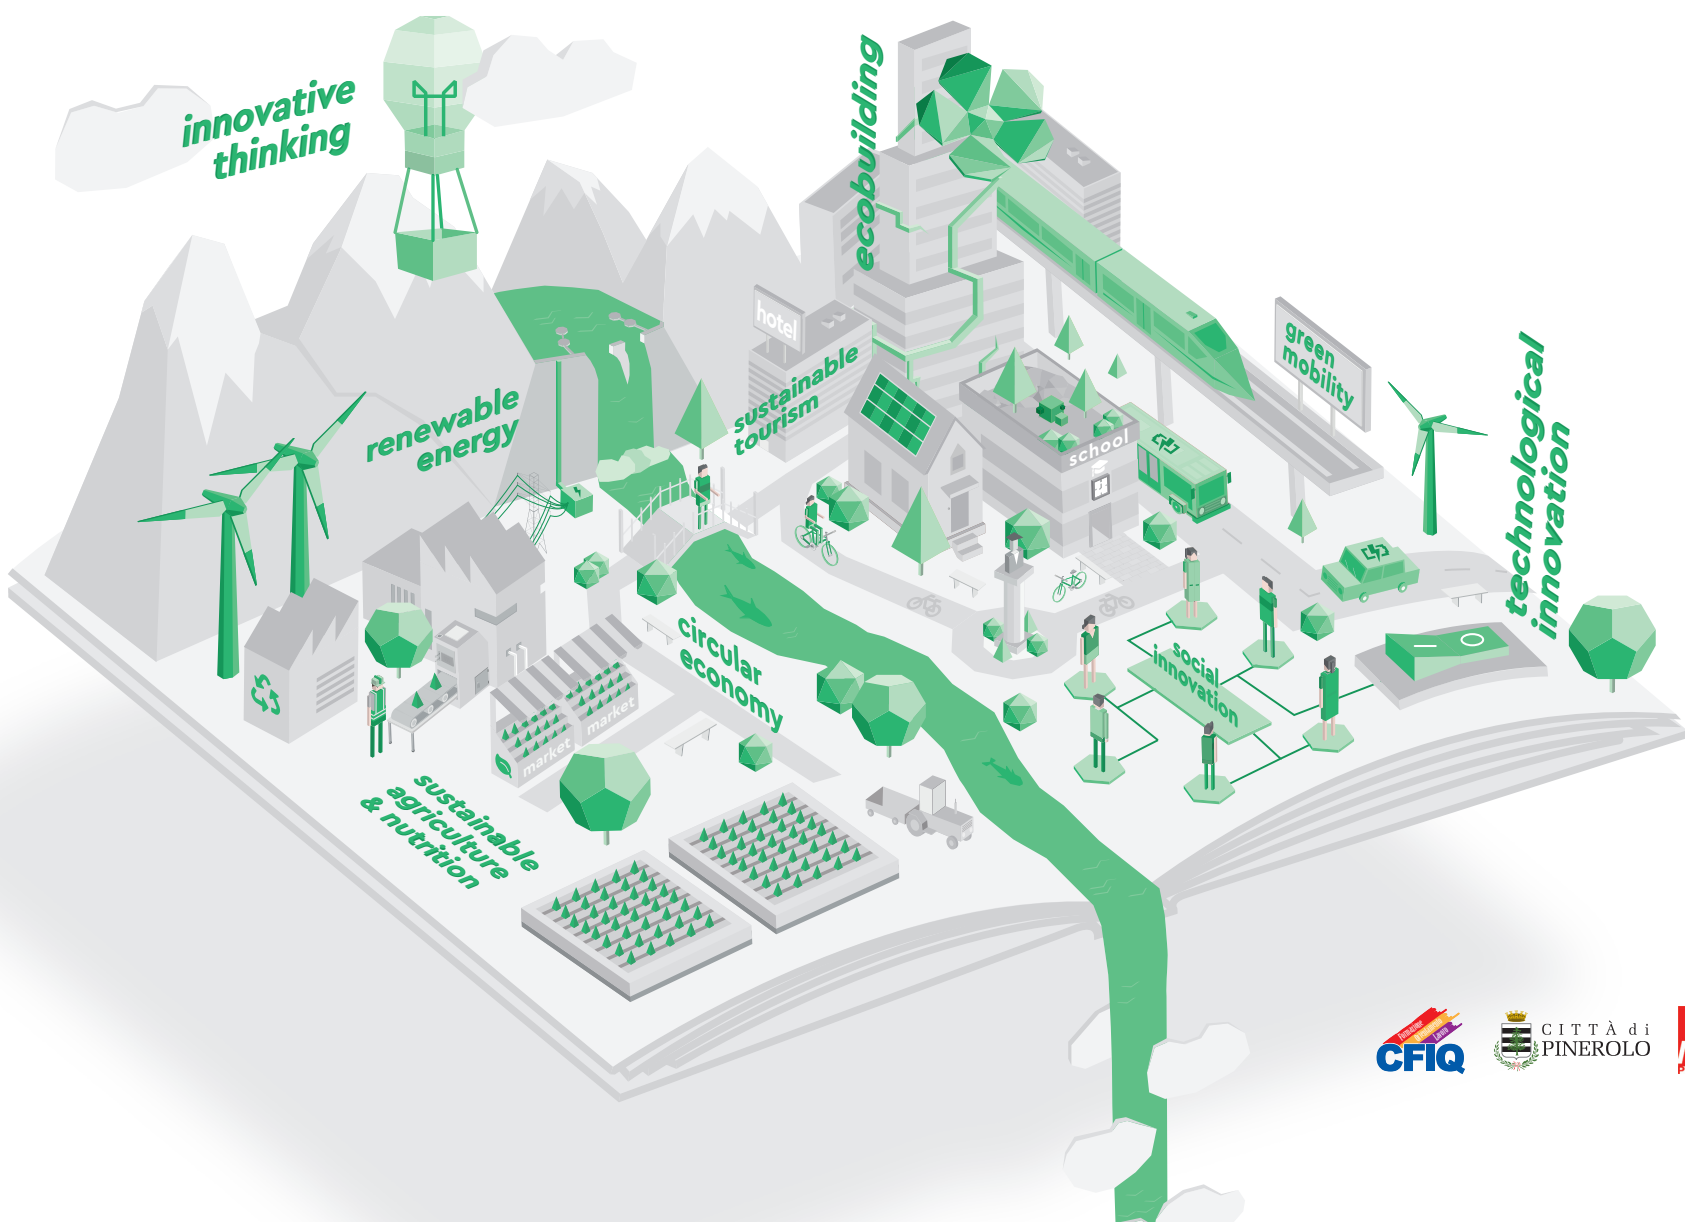 innovative
thinking
ecobuilding
hotel
green
mobility
technological
innovation
sustainable
tourism
renewable
energy
school
circular
economy
social
innovation
market
market
sustainable
agriculture
& nutrition
CFIQ
CITTÀ di
PINEROLO